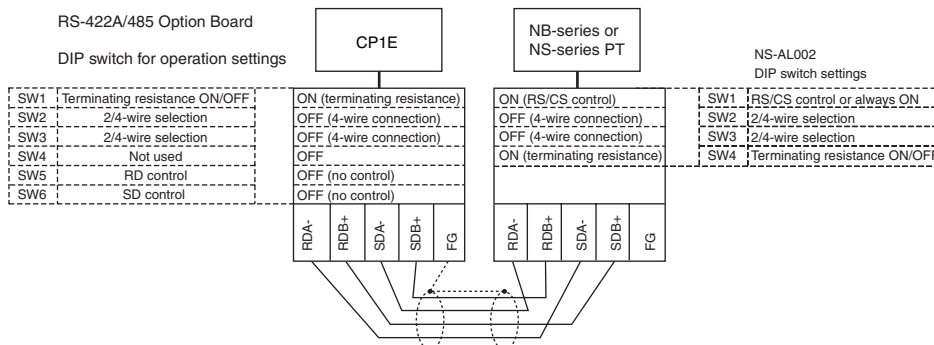 RS-422A/485 Option Board
DIP switch for operation settings
CP1E
NB-series or
NS-series PT
NS-AL002
DIP switch settings
SW1 Terminating resistance ON/OFF
SW2 2/4-wire selection
SW3 2/4-wire selection
SW4 Not used
SW5 RD control
SW6 SD control
ON (terminating resistance)
OFF (4-wire connection)
OFF (4-wire connection)
OFF
OFF (no control)
OFF (no control)
RDA-
RDB+
SDA-
SDB+
FG
ON (RS/CS control)
OFF (4-wire connection)
OFF (4-wire connection)
ON (terminating resistance)
RDA-
RDB+
SDA-
SDB+
FG
SW1 RS/CS control or always ON
SW2 2/4-wire selection
SW3 2/4-wire selection
SW4 Terminating resistance ON/OFF